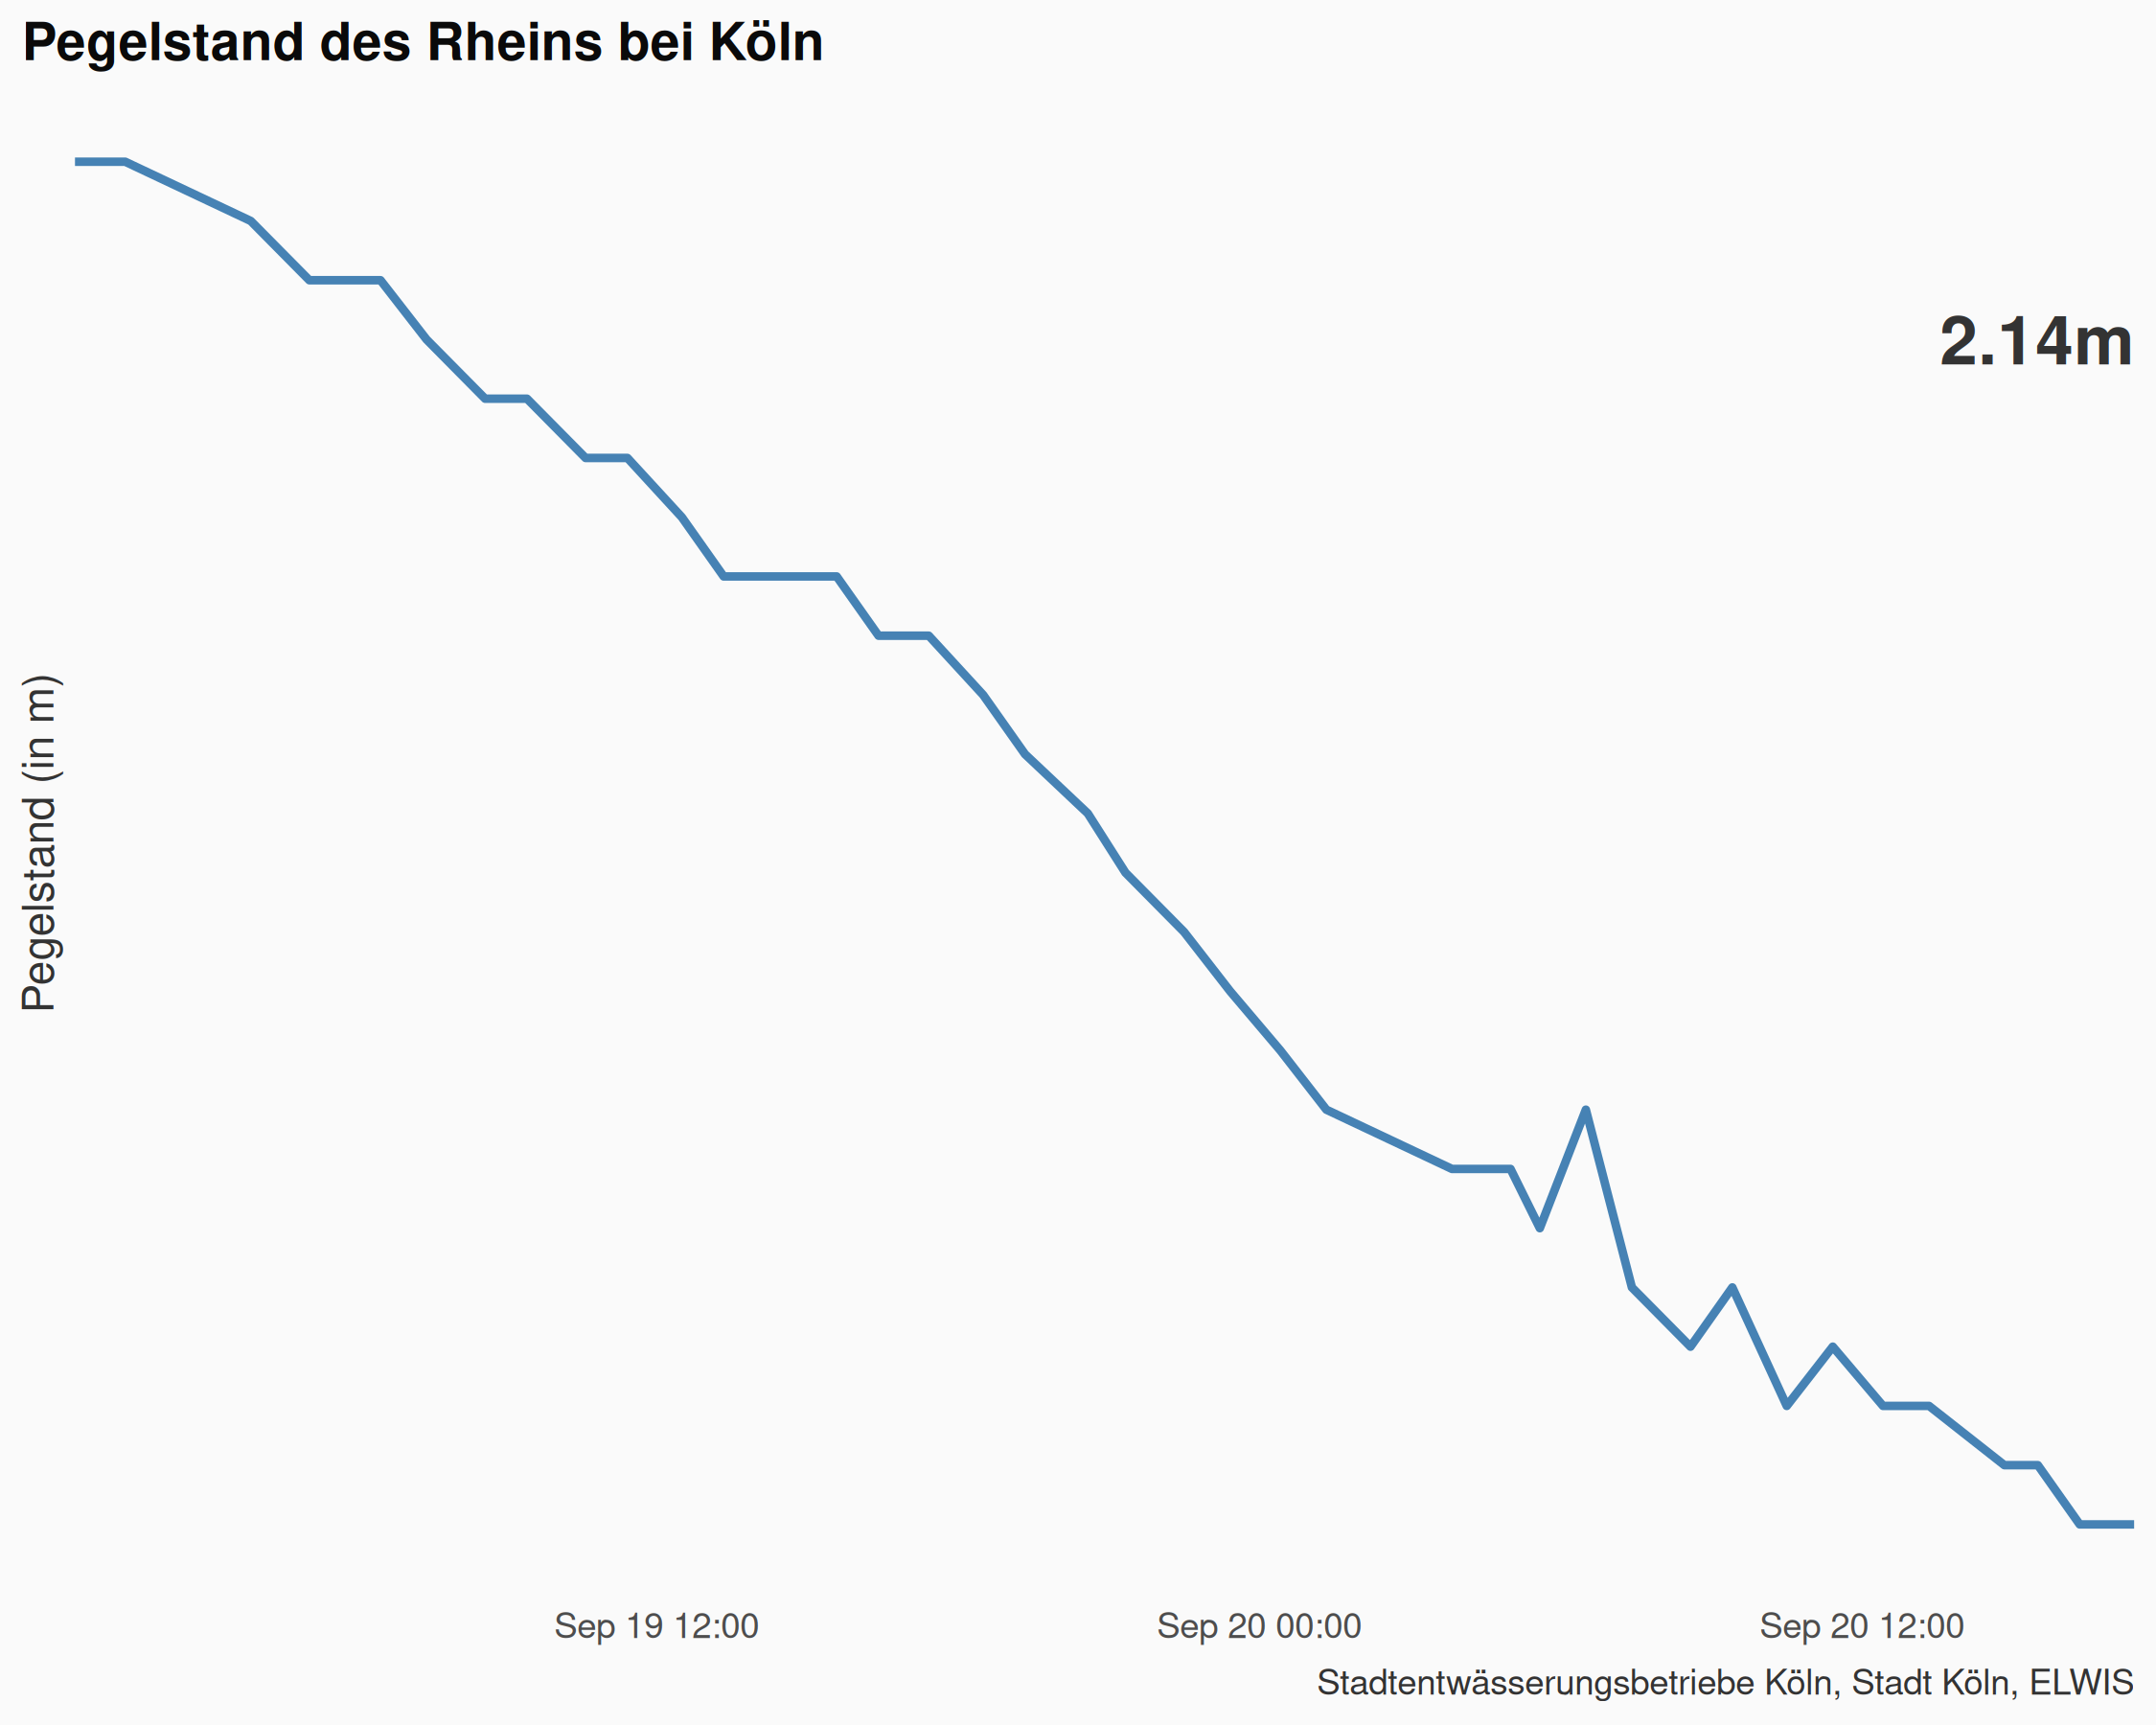 Pegelstand des Rheins bei Köln
2.14m
Pegelstand (in m)
Sep 19 12:00
Sep 20 00:00
Sep 20 12:00
Stadtentwässerungsbetriebe Köln, Stadt Köln, ELWIS